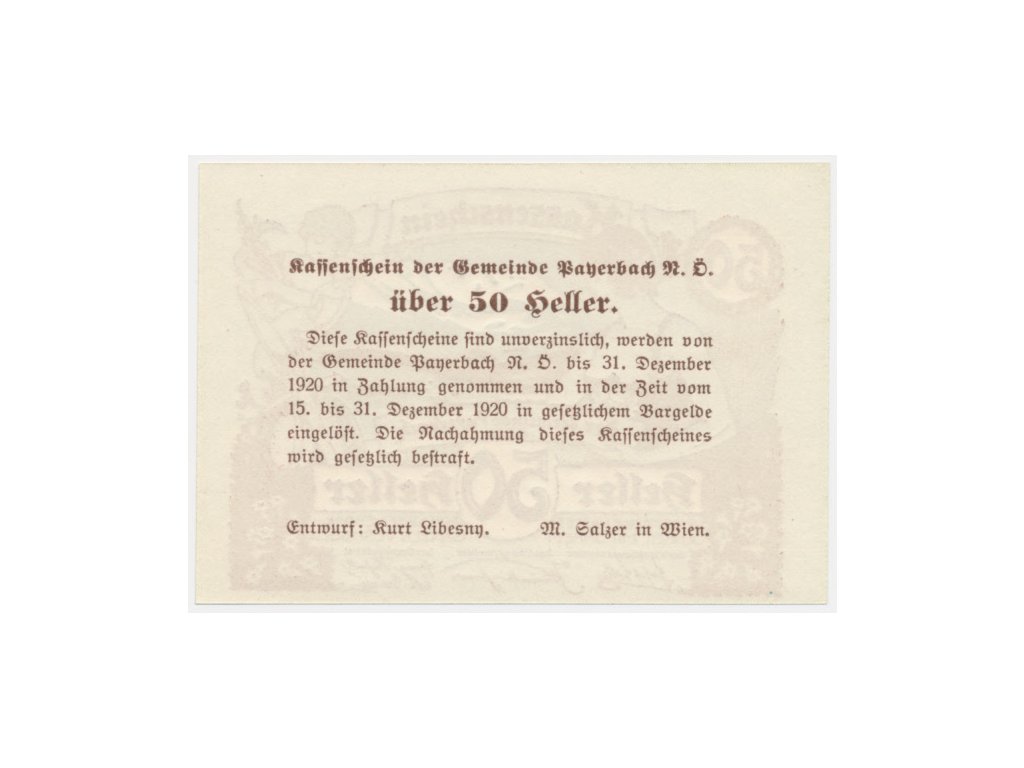 Kassenschein der Gemeinde Payerbach N. Ö.
über 50 Heller.
Diese Kassenscheine sind unverzinslich, werden von
der Gemeinde Payerbach N. Ö. bis 31. Dezember
1920 in Zahlung genommen und in der Zeit vom
15. bis 31. Dezember 1920 in gesetzlichem Bargelde
eingelöst. Die Nachahmung dieses Kassenscheines
wird gesetzlich bestraft.
Entwurf: Kurt Libesny. M. Salzer in Wien.